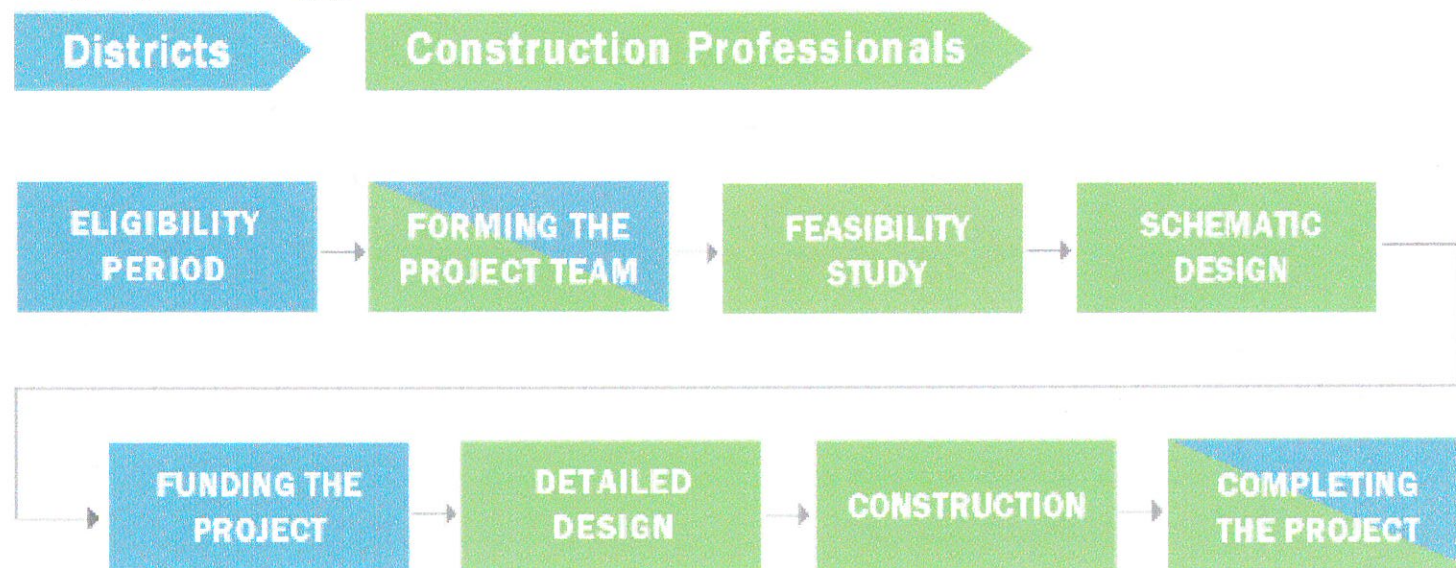 Districts
Construction Professionals
ELIGIBILITY
PERIOD
FORMING THE
PROJECT TEAM
FEASIBILITY
STUDY
SCHEMATIC
DESIGN
FUNDING THE
PROJECT
DETAILED
DESIGN
CONSTRUCTION
COMPLETING
THE PROJECT